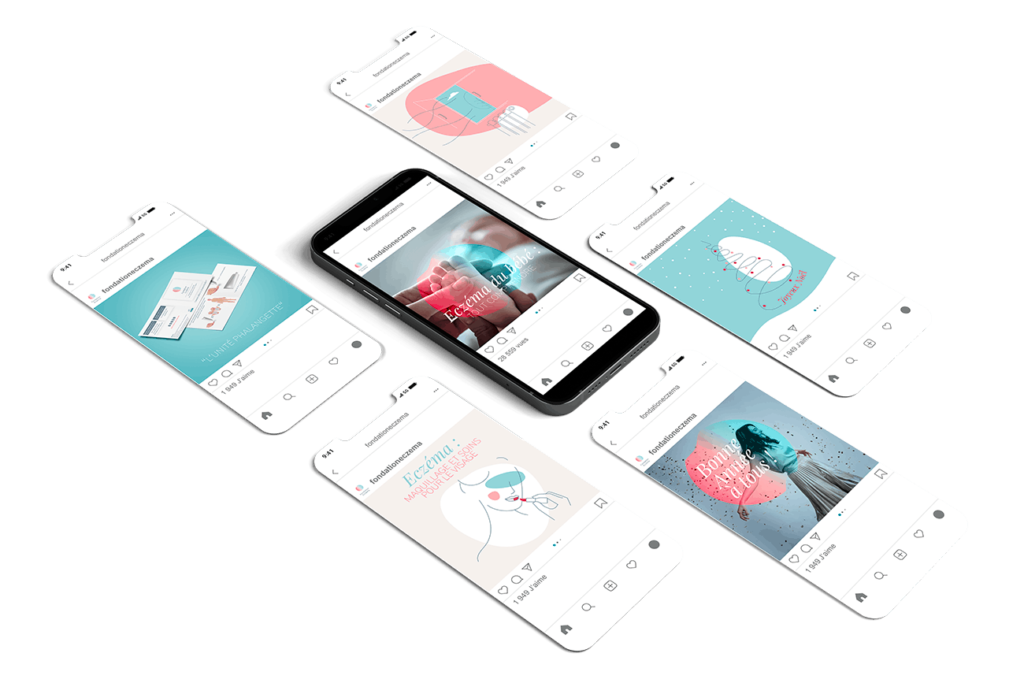 9:41
fondationeczema
fondationeczema
1 949 J'aime
fondationeczema
fondationeczema
Eczéma du bébé :
28 659 vues
9:41
fondationeczema
fondationeczema
joyeux noël
1 949 J'aime
9:41
fondationeczema
fondationeczema
"L'UNITÉ PHALANGETTE"
1 949 J'aime
9:41
fondationeczema
fondationeczema
Eczéma :
MAQUILLAGE ET SOINS
POUR LE VISAGE
1 949 J'aime
9:41
fondationeczema
fondationeczema
Bonne
Année
à tous !
1 949 J'aime